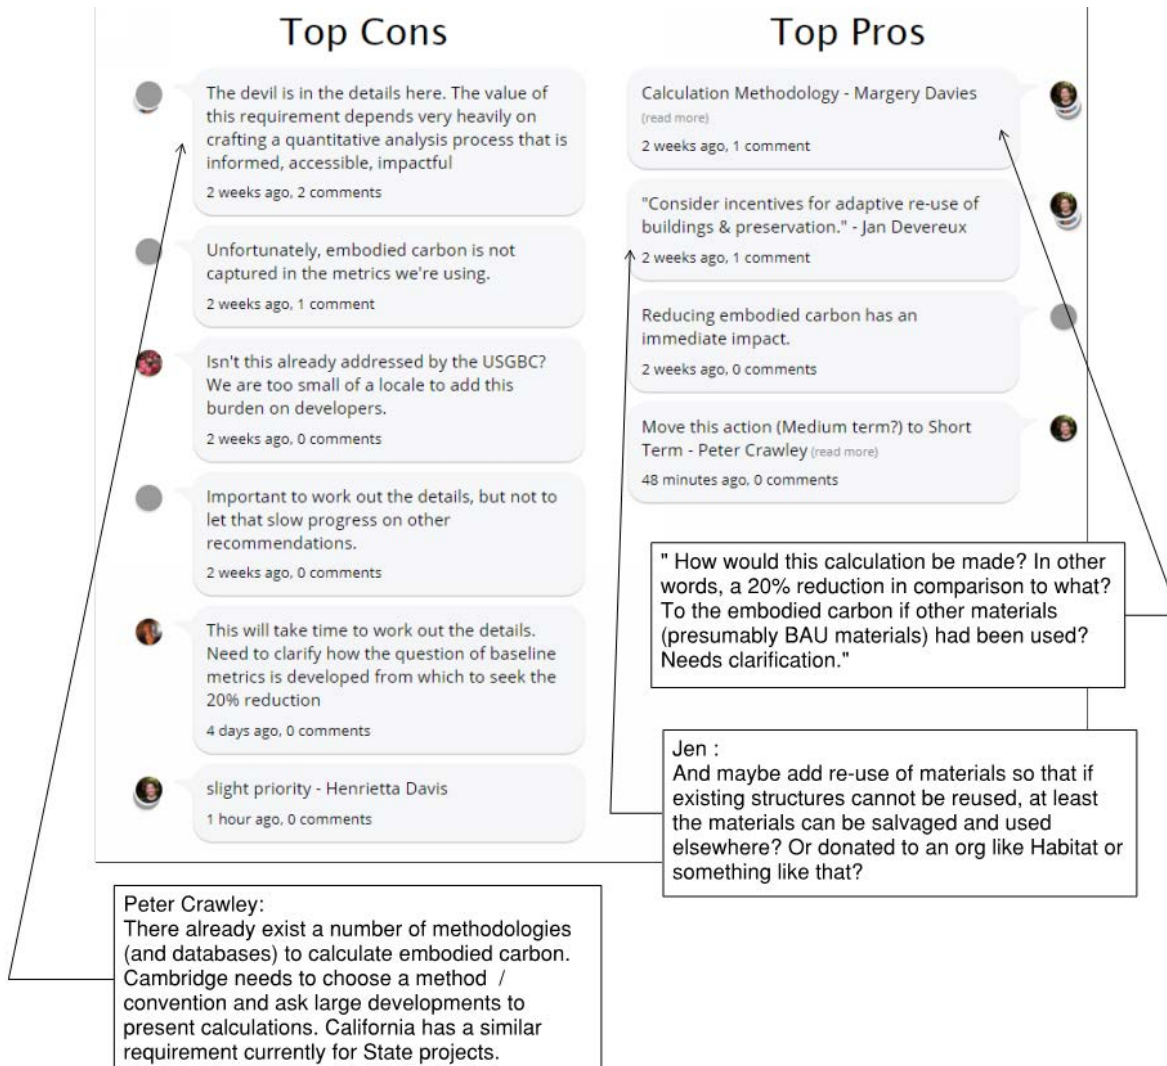 Top Cons
The devil is in the details here. The value of
this requirement depends very heavily on
crafting a quantitative analysis process that is
informed, accessible, impactful
2 weeks ago, 2 comments
Unfortunately, embodied carbon is not
captured in the metrics we're using.
2 weeks ago, 1 comment
Isn't this already addressed by the USGBC?
We are too small of a locale to add this
burden on developers.
2 weeks ago, 0 comments
Important to work out the details, but not to
let that slow progress on other
recommendations.
2 weeks ago, 0 comments
This will take time to work out the details.
Need to clarify how the question of baseline
metrics is developed from which to seek the
20% reduction
4 days ago, 0 comments
slight priority - Henrietta Davis
1 hour ago, 0 comments
Top Pros
Calculation Methodology - Margery Davies
(read more)
2 weeks ago, 1 comment
"Consider incentives for adaptive re-use of
buildings & preservation." - Jan Devereux
2 weeks ago, 1 comment
Reducing embodied carbon has an
immediate impact.
2 weeks ago, 0 comments
Move this action (Medium term?) to Short
Term - Peter Crawley (read more)
48 minutes ago, 0 comments
" How would this calculation be made? In other
words, a 20% reduction in comparison to what?
To the embodied carbon if other materials
(presumably BAU materials) had been used?
Needs clarification."
Jen :
And maybe add re-use of materials so that if
existing structures cannot be reused, at least
the materials can be salvaged and used
elsewhere? Or donated to an org like Habitat or
something like that?
Peter Crawley:
There already exist a number of methodologies
(and databases) to calculate embodied carbon.
Cambridge needs to choose a method /
convention and ask large developments to
present calculations. California has a similar
requirement currently for State projects.